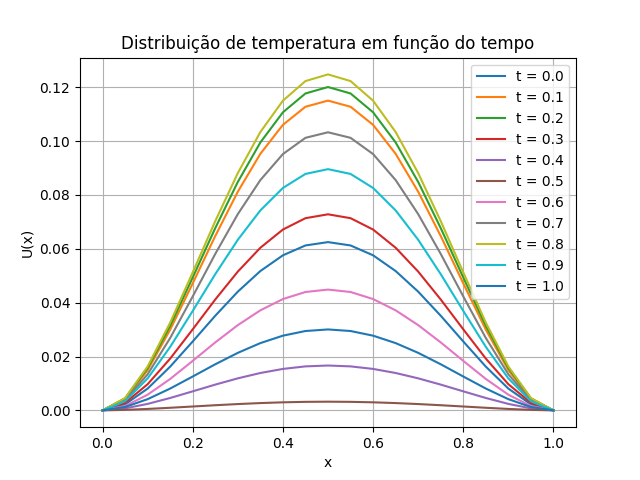 Distribuição de temperatura em função do tempo
t = 0.0
t = 0.1
t = 0.2
t = 0.3
t = 0.4
t = 0.5
t = 0.6
t = 0.7
t = 0.8
t = 0.9
t = 1.0
U(x)
0.12
0.10
0.08
0.06
0.04
0.02
0.00
0.0 0.2 0.4 0.6 0.8 1.0
x